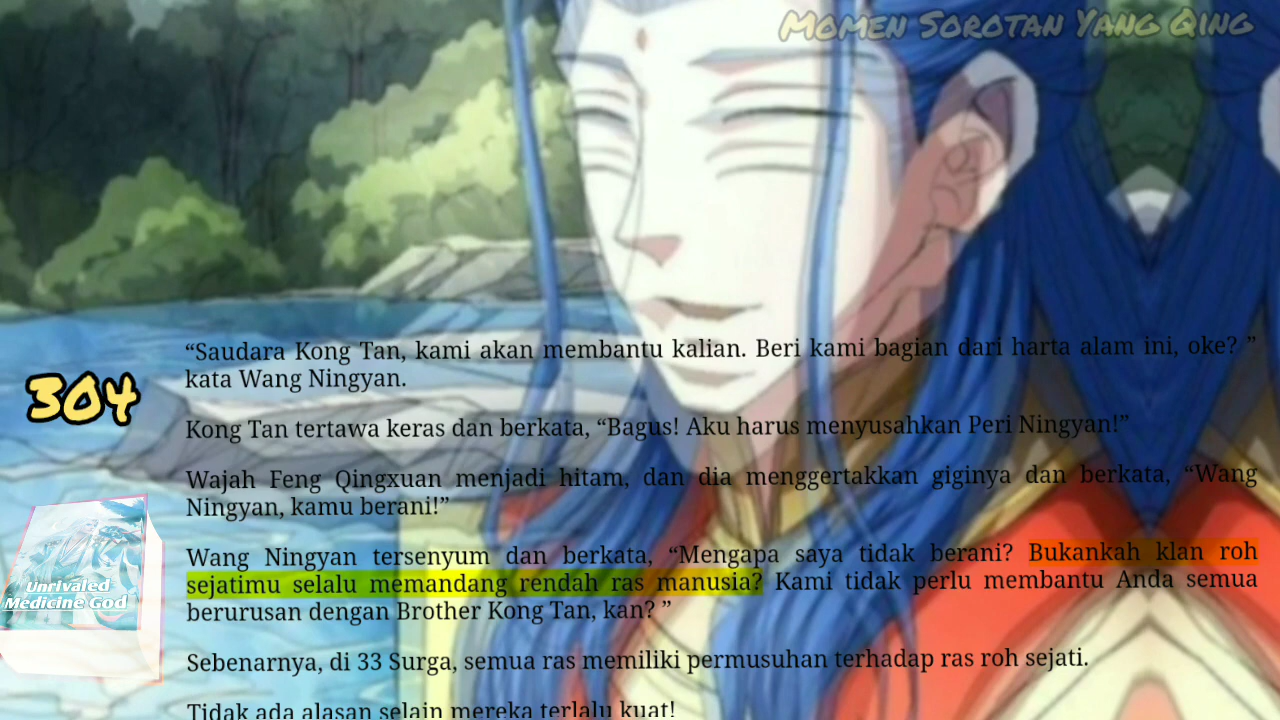 Momen Sorotan Yang Qing
“Saudara Kong Tan, kami akan membantu kalian. Beri kami bagian dari harta alam ini, oke? ”
kata Wang Ningyan.
304
Kong Tan tertawa keras dan berkata, “Bagus! Aku harus menyusahkan Peri Ningyan!”
Wajah Feng Qingxuan menjadi hitam, dan dia menggertakkan giginya dan berkata, “Wang
Ningyan, kamu berani!”
Wang Ningyan tersenyum dan berkata, “Mengapa saya tidak berani? Bukankah klan roh
sejatimu selalu memandang rendah ras manusia? Kami tidak perlu membantu Anda semua
berurusan dengan Brother Kong Tan, kan? ”
Unrivaled
Medicine God
Sebenarnya, di 33 Surga, semua ras memiliki permusuhan terhadap ras roh sejati.
Tidak ada alasan selain mereka terlalu kuat!